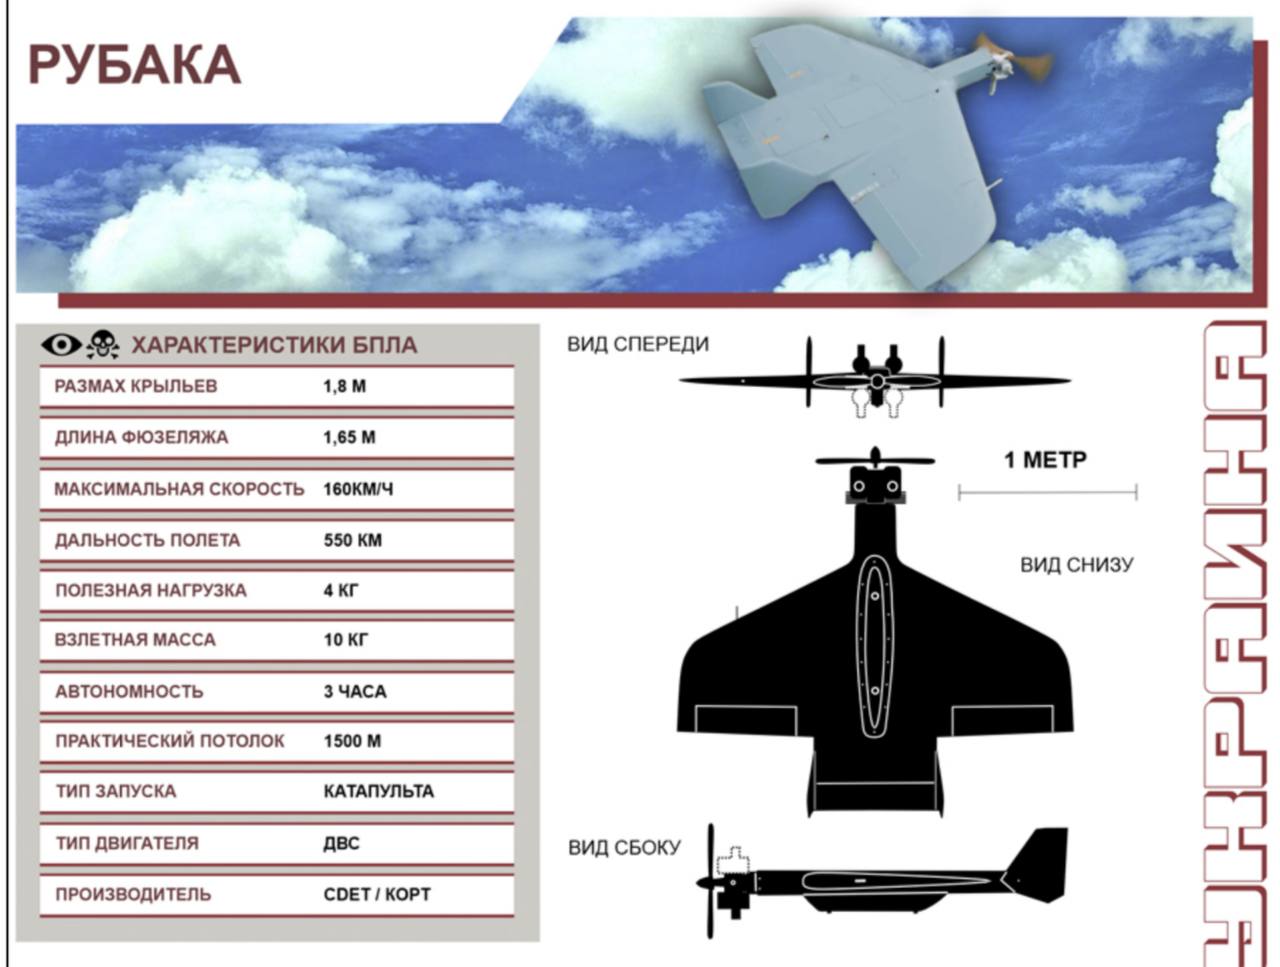 РУБАКА
ХАРАКТЕРИСТИКИ БПЛА
РАЗМАХ КРЫЛЬЕВ 1,8 М
ДЛИНА ФЮЗЕЛЯЖА 1,65 М
МАКСИМАЛЬНАЯ СКОРОСТЬ 160КМ/Ч
ДАЛЬНОСТЬ ПОЛЕТА 550 КМ
ПОЛЕЗНАЯ НАГРУЗКА 4 КГ
ВЗЛЕТНАЯ МАССА 10 КГ
АВТОНОМНОСТЬ 3 ЧАСА
ПРАКТИЧЕСКИЙ ПОТОЛОК 1500 М
ТИП ЗАПУСКА КАТАПУЛЬТА
ТИП ДВИГАТЕЛЯ ДВС
ПРОИЗВОДИТЕЛЬ CDET / КОРТ
ВИД СПЕРЕДИ
1 МЕТР
ВИД СНИЗУ
ВИД СБОКУ
УКРАИНА